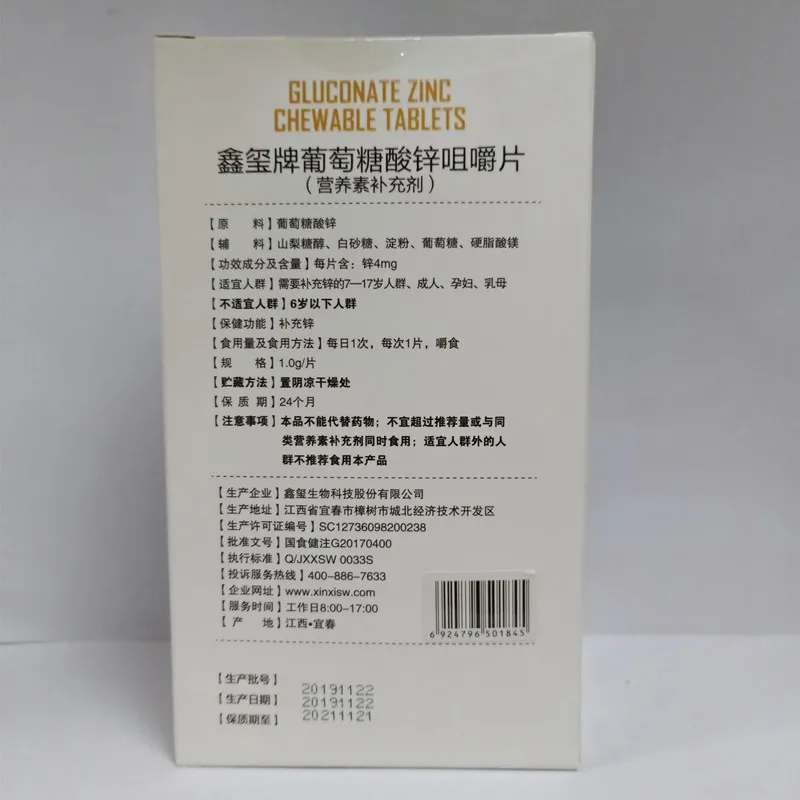 GLUCONATE ZINC
CHEWABLE TABLETS
鑫玺牌葡萄糖酸锌咀嚼片
（营养素补充剂）
【原　　料】葡萄糖酸锌
【辅　　料】山梨糖醇、白砂糖、淀粉、葡萄糖、硬脂酸镁
【功效成分及含量】每片含：锌4mg
【适宜人群】需要补充锌的7—17岁人群、成人、孕妇、乳母
【不适宜人群】6岁以下人群
【保健功能】补充锌
【食用量及食用方法】每日1次，每次1片，嚼食
【规　　格】1.0g/片
【贮藏方法】置阴凉干燥处
【保 质 期】24个月
【注意事项】本品不能代替药物；不宜超过推荐量或与同
类营养素补充剂同时食用；适宜人群外的人
群不推荐食用本产品
【生产企业】鑫玺生物科技股份有限公司
【生产地址】江西省宜春市樟树市城北经济技术开发区
【生产许可证编号】SC12736098200238
【批准文号】国食健注G20170400
【执行标准】Q/JXXSW 0033S
【投诉服务热线】400-886-7633
【企业网址】www.xinxisw.com
【服务时间】工作日8:00-17:00
【产　　地】江西•宜春
6 924796 501845
【生产批号】 20191122
【生产日期】 20191122
【保质期至】 20211121